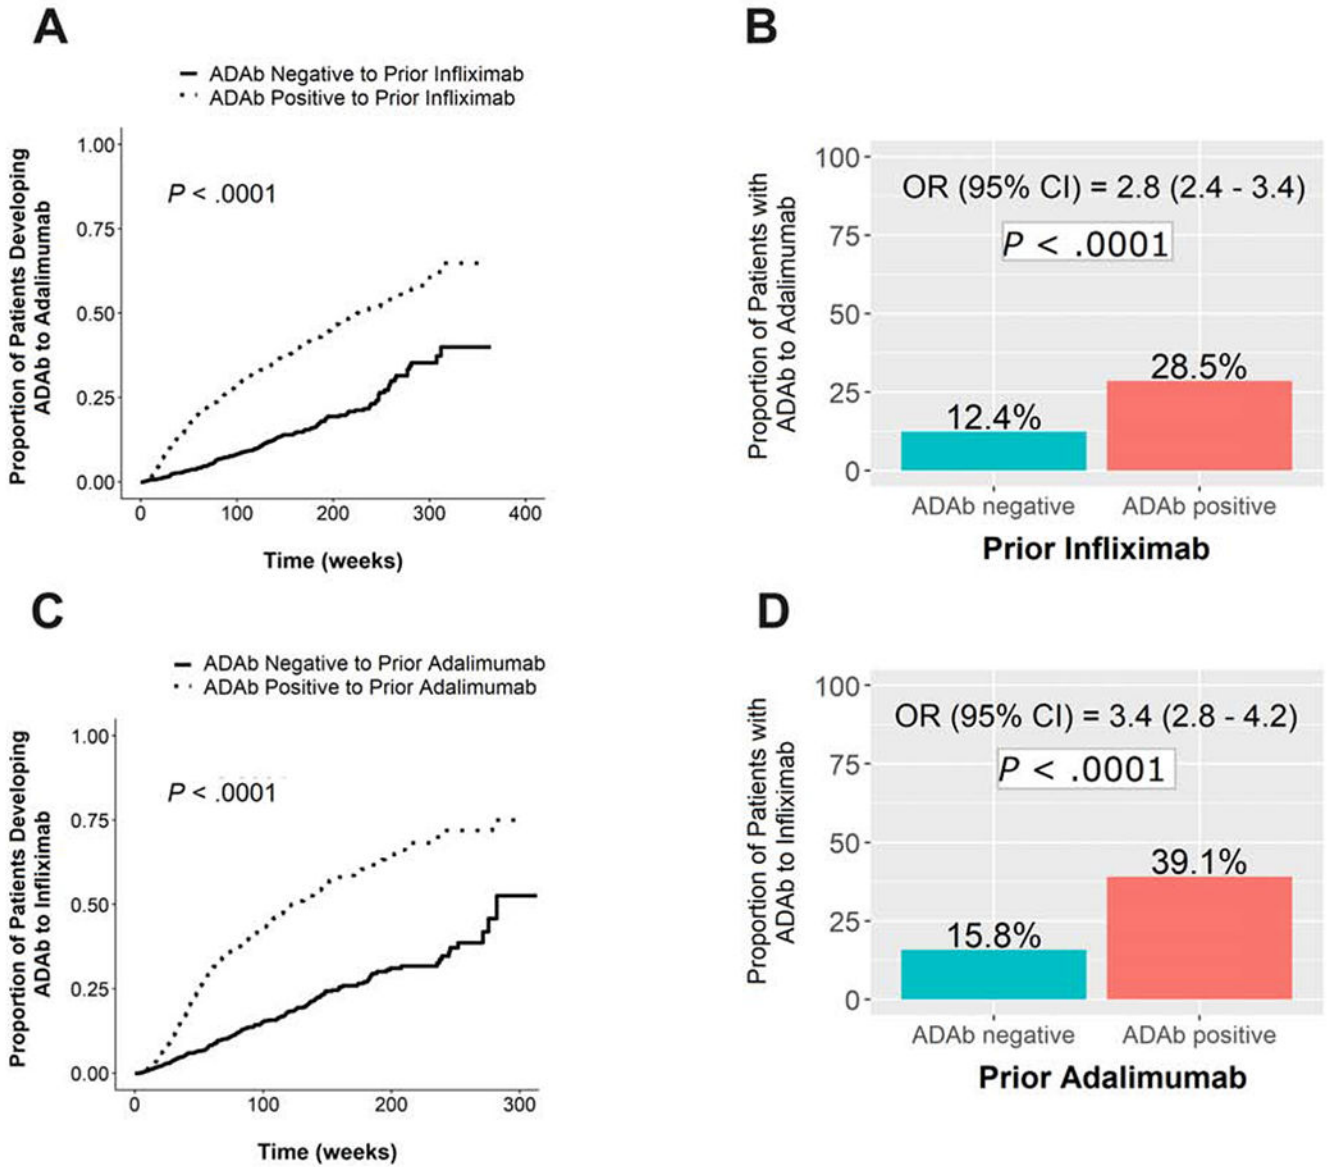 A
ADAb Negative to Prior Infliximab
ADAb Positive to Prior Infliximab
Proportion of Patients Developing
ADAb to Adalimumab
1.00
0.75
0.50
0.25
0.00
P < .0001
0 100 200 300 400
Time (weeks)
B
Proportion of Patients with
ADAb to Adalimumab
100
75
50
25
0
OR (95% CI) = 2.8 (2.4 - 3.4)
P < .0001
12.4%
28.5%
ADAb negative ADAb positive
Prior Infliximab
C
ADAb Negative to Prior Adalimumab
ADAb Positive to Prior Adalimumab
Proportion of Patients Developing
ADAb to Infliximab
1.00
0.75
0.50
0.25
0.00
P < .0001
0 100 200 300
Time (weeks)
D
Proportion of Patients with
ADAb to Infliximab
100
75
50
25
0
OR (95% CI) = 3.4 (2.8 - 4.2)
P < .0001
15.8%
39.1%
ADAb negative ADAb positive
Prior Adalimumab